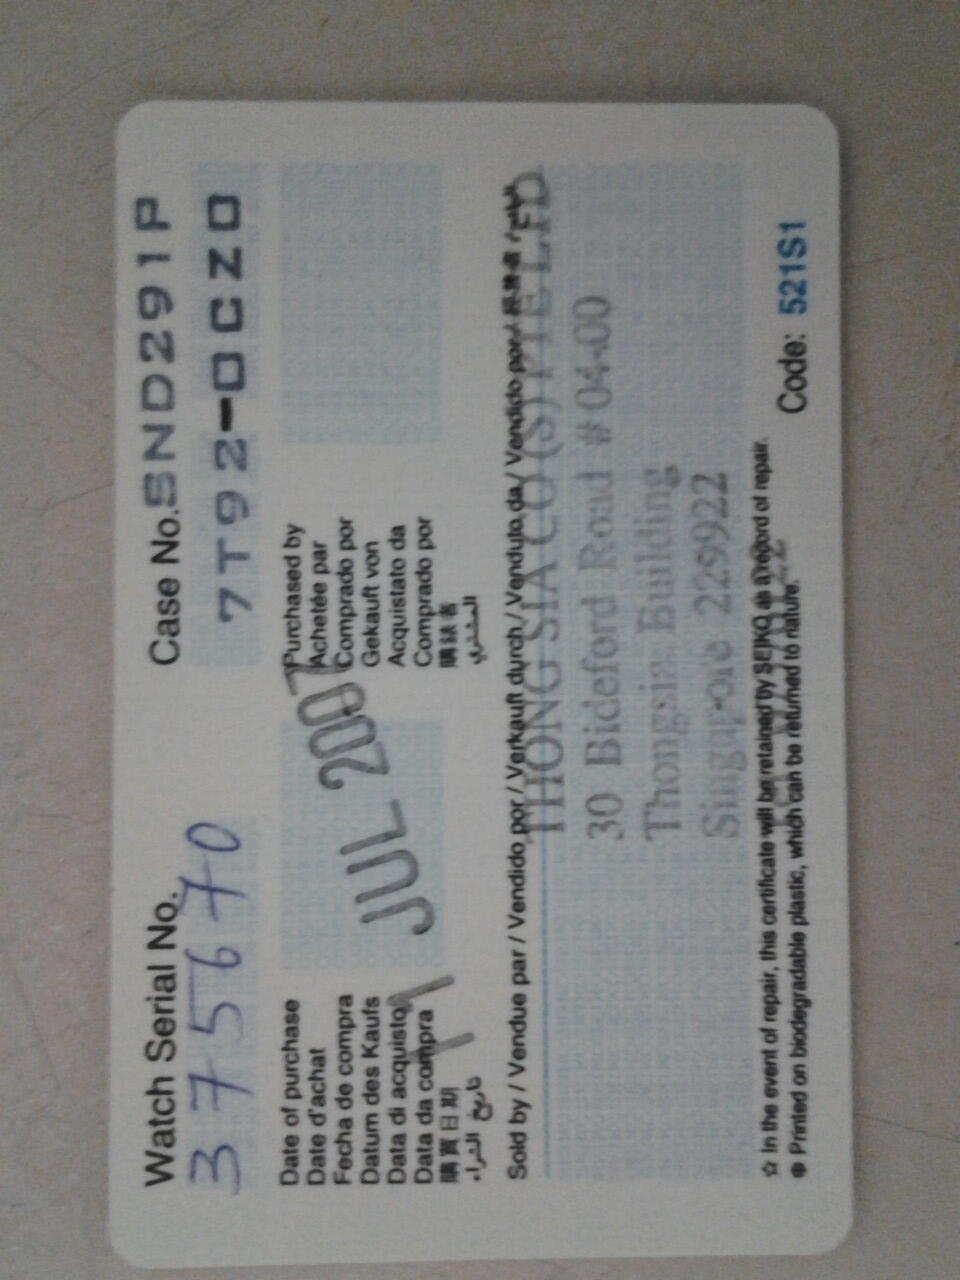 Watch Serial No.
375670
Case No. SND291P
7T92-0CZ0
Date of purchase
Date d'achat
Fecha de compra
Datum des Kaufs
Data di acquisto
Data da compra
購買日期
تاريخ الشراء
JUL 2007
Purchased by
Achetée par
Comprado por
Gekauft von
Acquistato da
Comprado por
購錶者
المشتري
Sold by / Vendue par / Vendido por / Verkauft durch / Venduto da / Vendido por /
THONG SIA CO (S) PTE LTD
30 Bideford Road #04-00
Thongsia Building
Singapore 229922
☆ In the event of repair, this certificate will be retained by SEIKO as a record of repair.
● Printed on biodegradable plastic, which can be returned to nature.
Code: 521S1